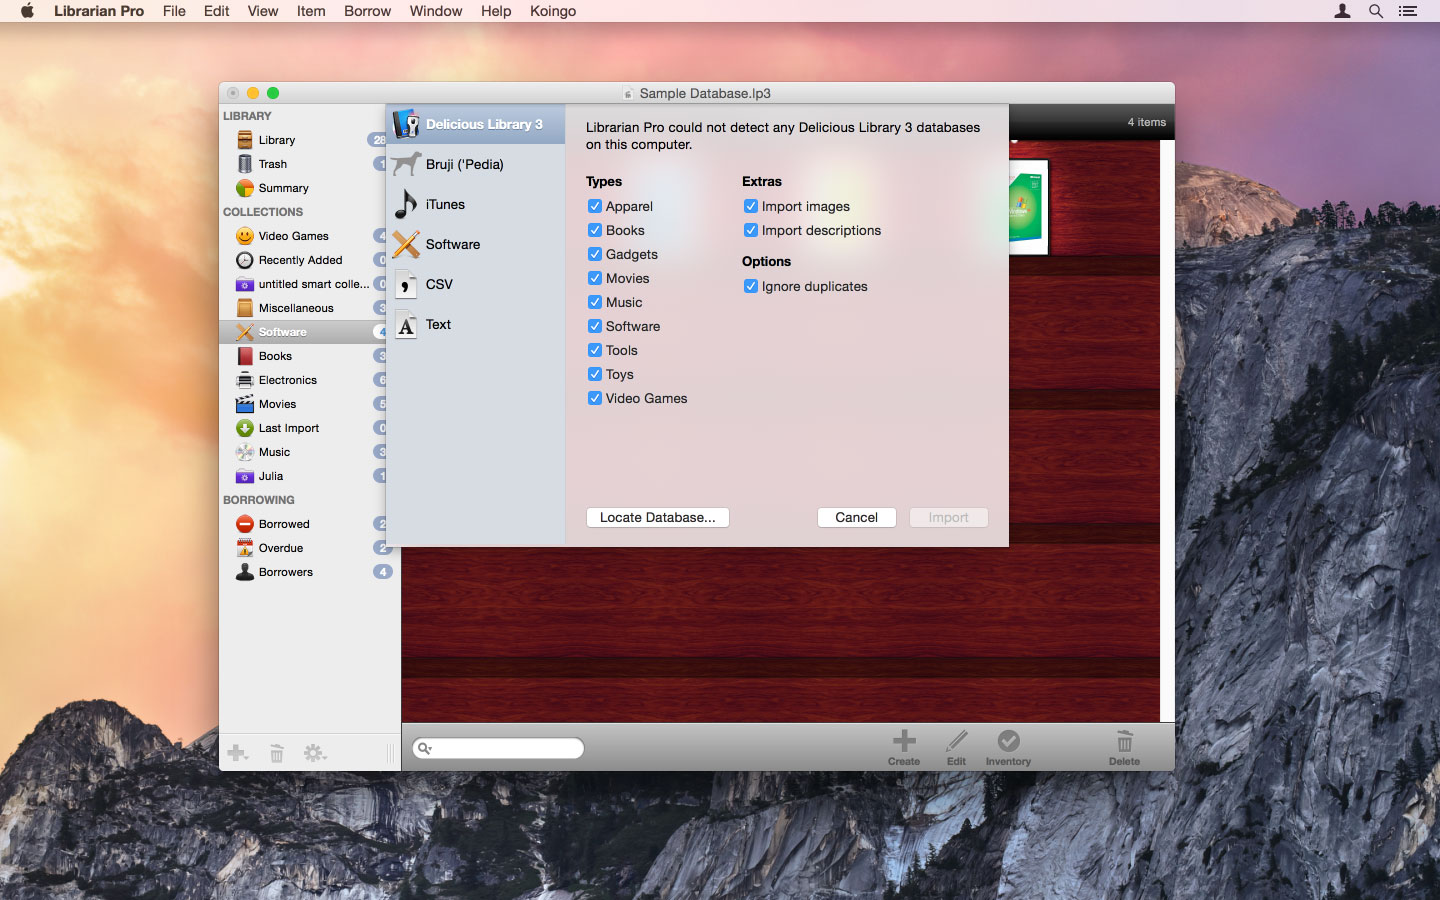 Librarian Pro File Edit View Item Borrow Window Help Koingo
Sample Database.lp3
LIBRARY
Library 28
Trash 1
Summary
COLLECTIONS
Video Games 4
Recently Added 0
untitled smart colle... 0
Miscellaneous 3
Software 4
Books 3
Electronics 6
Movies 5
Last Import 0
Music 3
Julia 1
BORROWING
Borrowed 2
Overdue 2
Borrowers 4
Delicious Library 3
Bruji ('Pedia)
iTunes
Software
CSV
Text
Librarian Pro could not detect any Delicious Library 3 databases
on this computer.
Types
Apparel
Books
Gadgets
Movies
Music
Software
Tools
Toys
Video Games
Extras
Import images
Import descriptions
Options
Ignore duplicates
Locate Database...
Cancel
Import
4 items
Create
Edit
Inventory
Delete